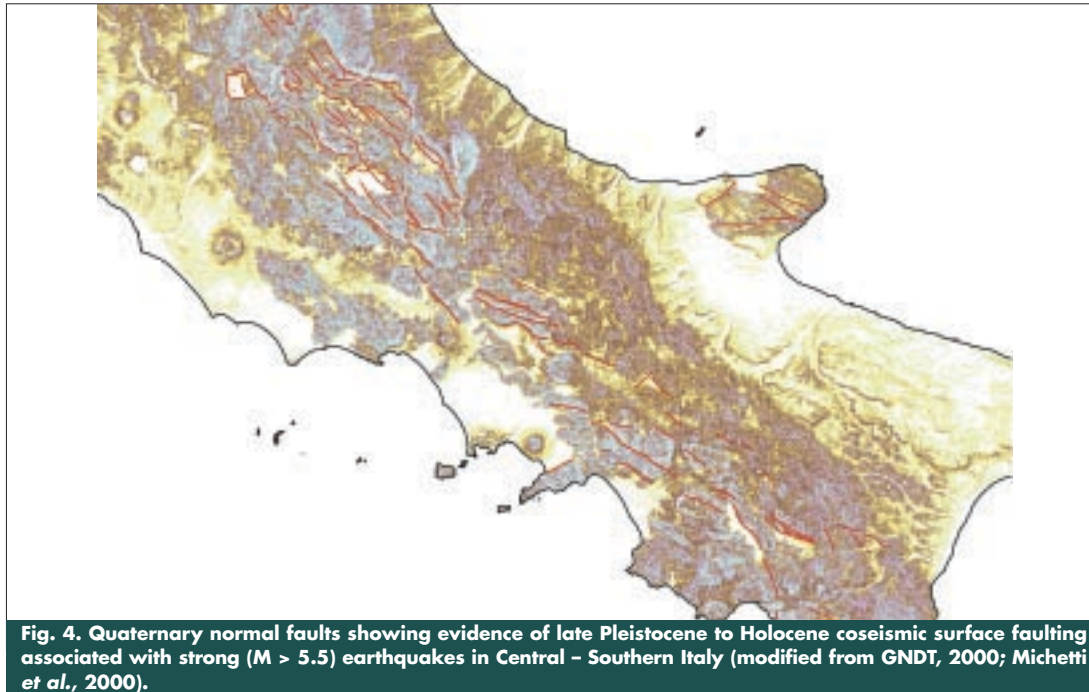 Fig. 4. Quaternary normal faults showing evidence of late Pleistocene to Holocene coseismic surface faulting
associated with strong (M > 5.5) earthquakes in Central – Southern Italy (modified from GNDT, 2000; Michetti
et al., 2000).